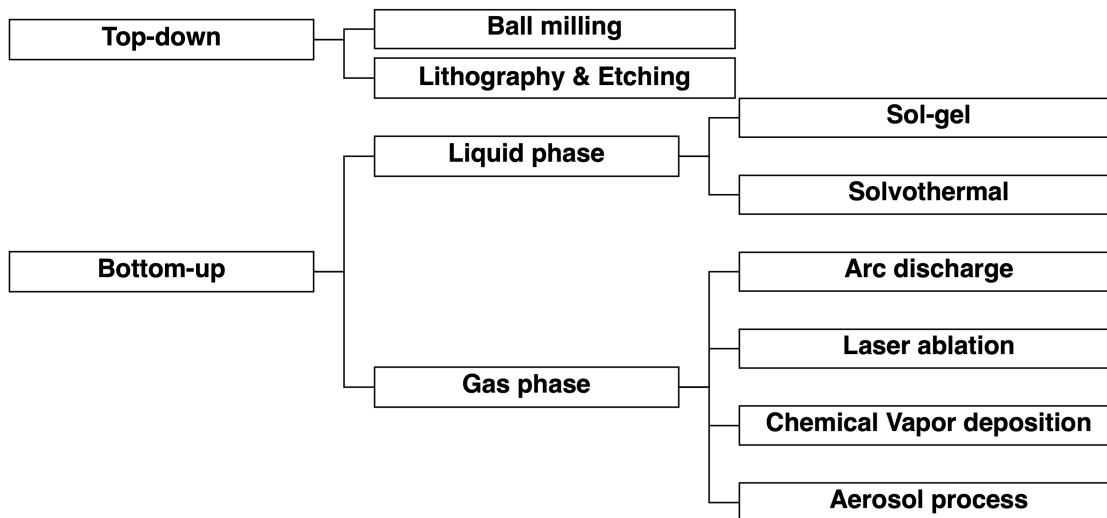 Top-down
Ball milling
Lithography & Etching
Bottom-up
Liquid phase
Sol-gel
Solvothermal
Gas phase
Arc discharge
Laser ablation
Chemical Vapor deposition
Aerosol process